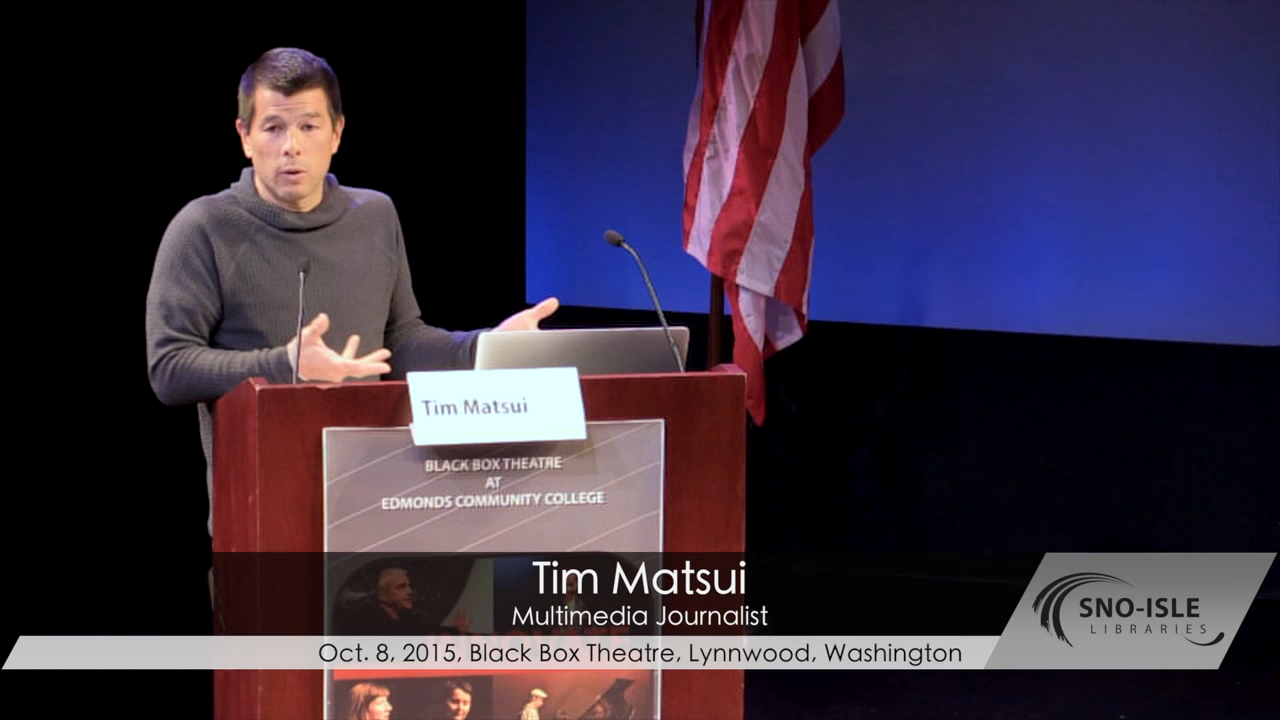 Tim Matsui
BLACK BOX THEATRE
AT
EDMONDS COMMUNITY COLLEGE
Tim Matsui
Multimedia Journalist
Oct. 8, 2015, Black Box Theatre, Lynnwood, Washington
SNO-ISLE
LIBRARIES